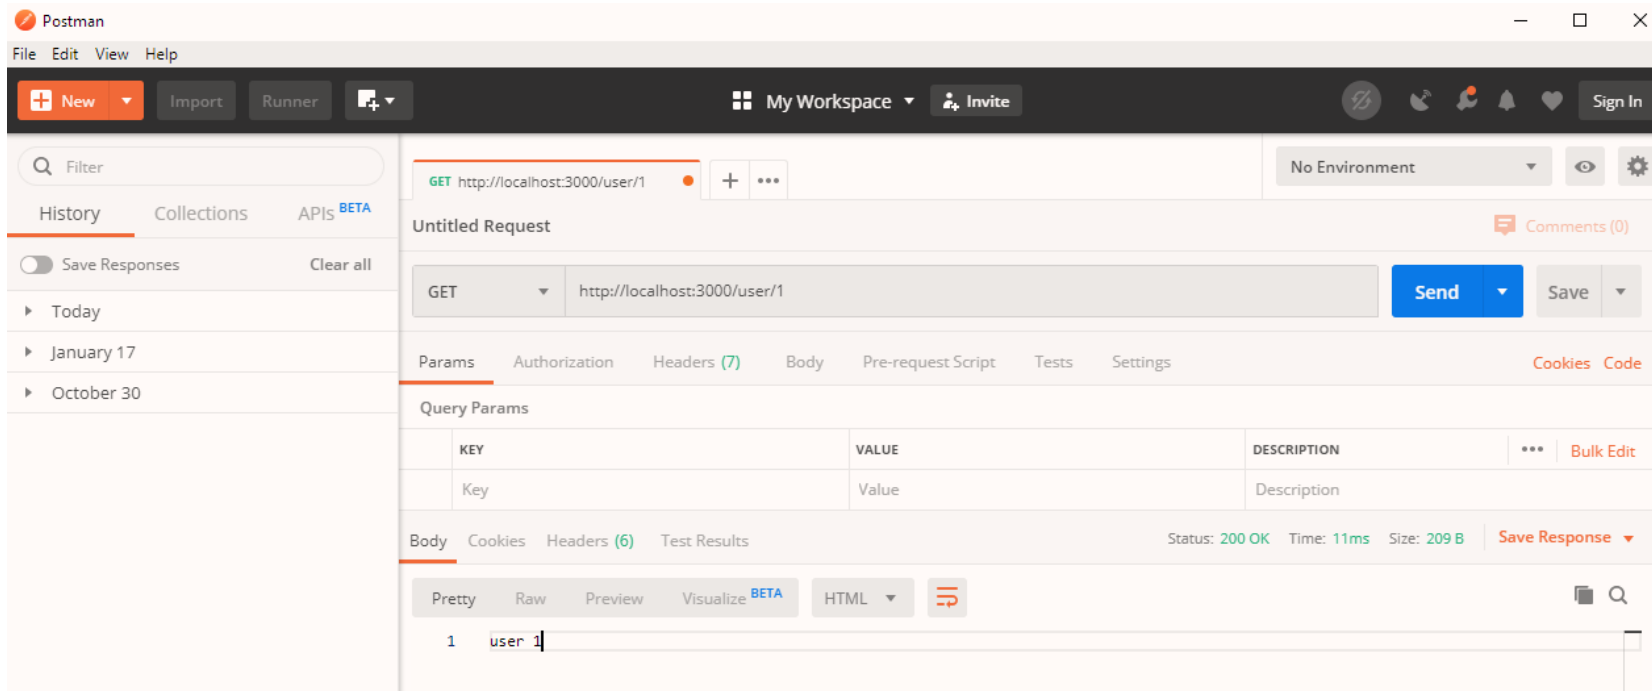 Postman
File Edit View Help
New Import Runner My Workspace Invite Sign In
Filter
History Collections APIs BETA
Save Responses Clear all
Today
January 17
October 30
GET http://localhost:3000/user/1
No Environment
Untitled Request
Comments (0)
GET http://localhost:3000/user/1 Send Save
Params Authorization Headers (7) Body Pre-request Script Tests Settings Cookies Code
Query Params
KEY VALUE DESCRIPTION Bulk Edit
Key Value Description
Body Cookies Headers (6) Test Results Status: 200 OK Time: 11ms Size: 209 B Save Response
Pretty Raw Preview Visualize BETA HTML
1 user 1